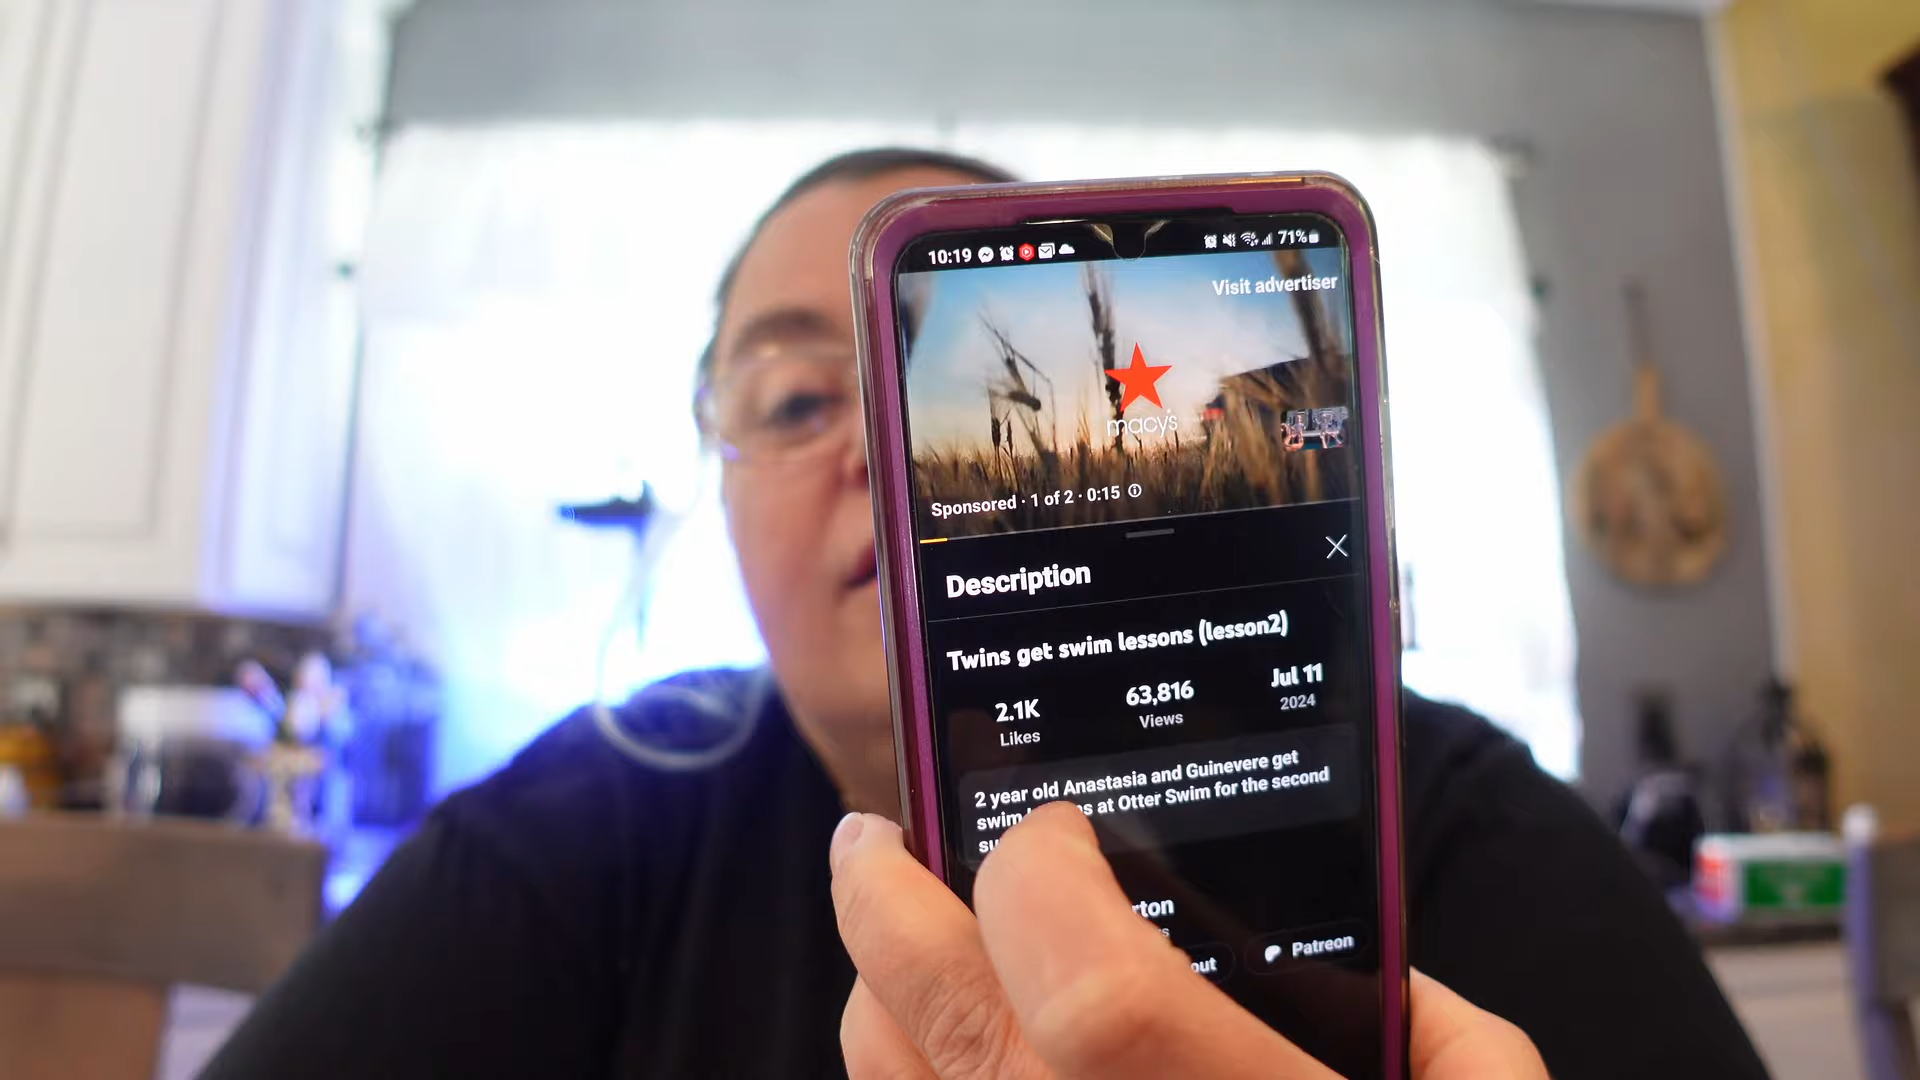 10:19
71%
Visit advertiser
macy's
Sponsored · 1 of 2 · 0:15
Description
Twins get swim lessons (lesson2)
2.1K
63,816
Jul 11
Likes
Views
2024
2 year old Anastasia and Guinevere get
swim at Otter Swim for the second
Patreon